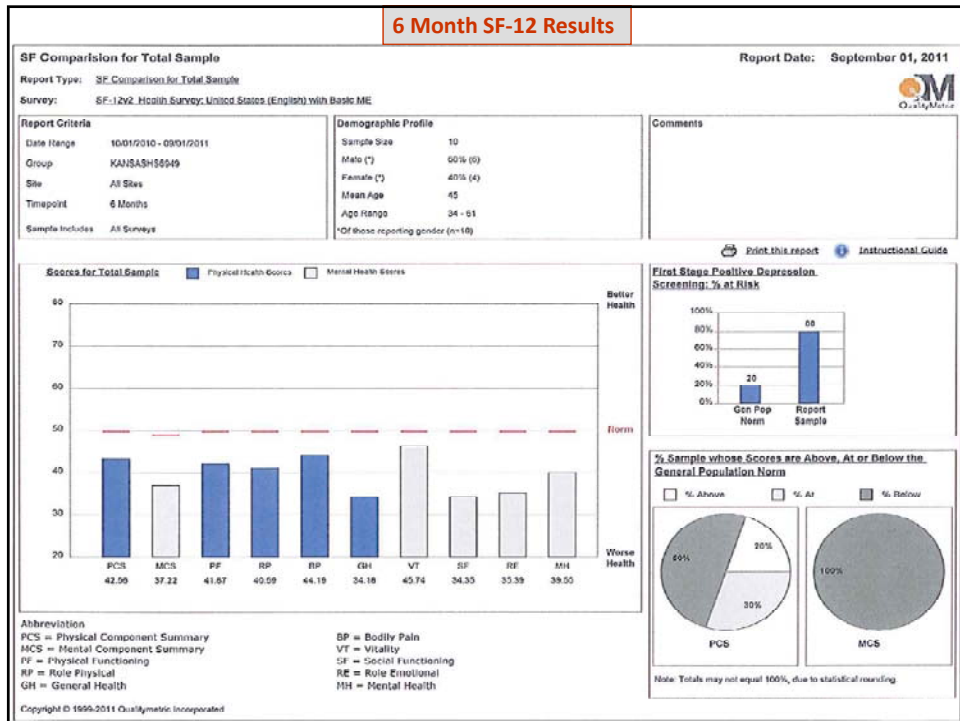 6 Month SF-12 Results
SF Comparision for Total Sample
Report Date: September 01, 2011
Report Type: SF Comparison for Total Sample
Survey: SF-12v2 Health Survey: United States (English) with Basic ME
QM
QualityMetric
Report Criteria
Date Range 10/01/2010 - 09/01/2011
Group
Site All Sites
Timepoint 6 Months
Sample Includes All Surveys
Demographic Profile
Sample Size 10
Male (*) 60% (6)
Female (*) 40% (4)
Mean Age 45
Age Range 34 - 61
*Of those reporting gender (n=10)
Comments
Print this report Instructional Guide
Scores for Total Sample Physical Health Scores Mental Health Scores
Better
Health
70
60
50
Norm
40
30
20
Worse
Health
PCS MCS PF RP BP GH VT SF RE MH
37.22 41.67 44.19 34.16 45.74 34.35 35.39
First Stage Positive Depression
Screening: % at Risk
100%
80%
60%
40%
20%
0%
20
Gen Pop
Norm
Report
Sample
% Sample whose Scores are Above, At or Below the
General Population Norm
% Above % At % Below
20%
30%
PCS
100%
MCS
Note: Totals may not equal 100%, due to statistical rounding.
Abbreviation
PCS = Physical Component Summary
MCS = Mental Component Summary
PF = Physical Functioning
RP = Role Physical
GH = General Health
BP = Bodily Pain
VT = Vitality
SF = Social Functioning
RE = Role Emotional
MH = Mental Health
Copyright © 1999-2011 Qualitymetric Incorporated